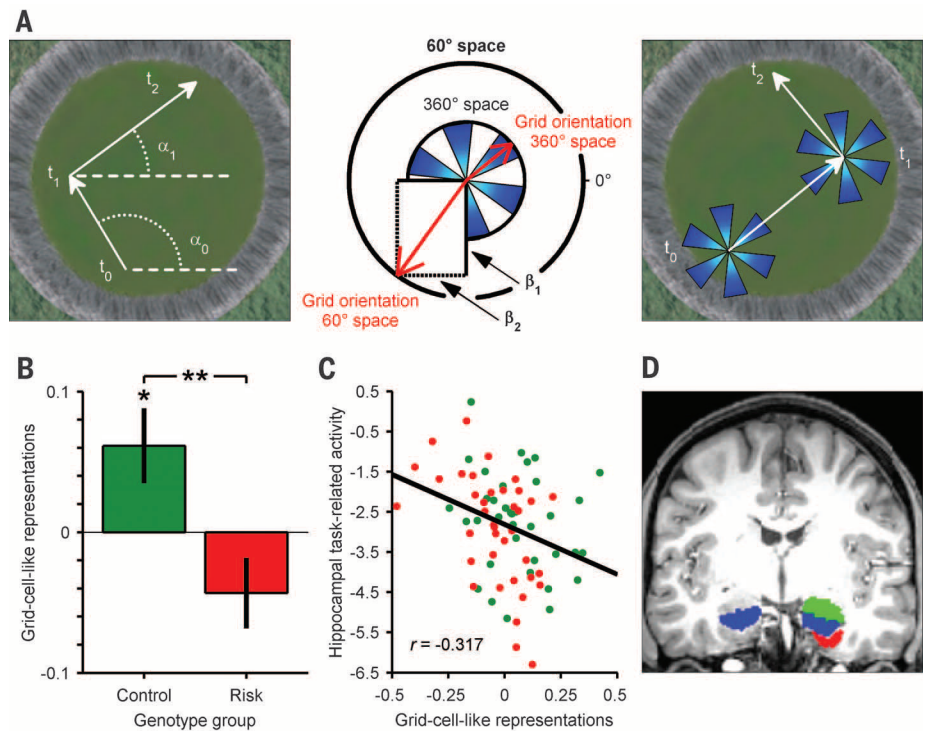 A
t2
α1
t1
α0
t0
60° space
360° space
Grid orientation
360° space
0°
β1
β2
Grid orientation
60° space
t2
t1
t0
B
0.1
0
-0.1
Grid-cell-like representations
*
**
Control
Risk
Genotype group
C
0.5
-0.5
-1.5
-2.5
-3.5
-4.5
-5.5
-6.5
Hippocampal task-related activity
r = -0.317
-0.5
-0.25
0
0.25
0.5
Grid-cell-like representations
D